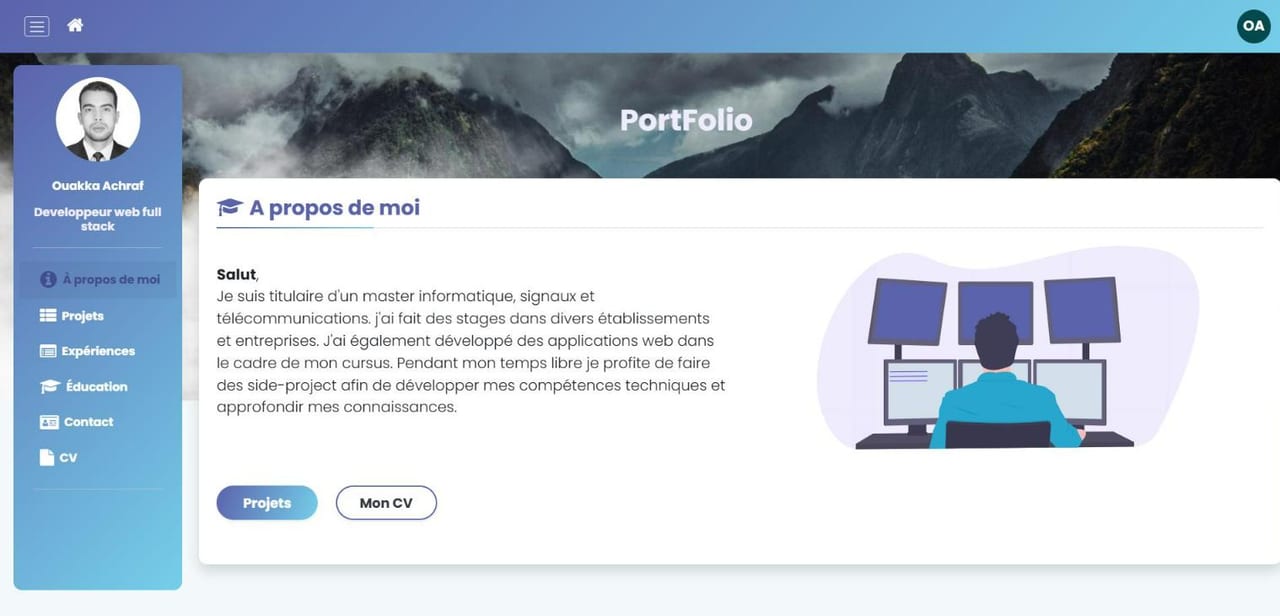 OA
Ouakka Achraf
Developpeur web full
stack
À propos de moi
Projets
Expériences
Éducation
Contact
CV
PortFolio
A propos de moi
Salut,
Je suis titulaire d'un master informatique, signaux et
télécommunications. j'ai fait des stages dans divers établissements
et entreprises. J'ai également développé des applications web dans
le cadre de mon cursus. Pendant mon temps libre je profite de faire
des side-project afin de développer mes compétences techniques et
approfondir mes connaissances.
Projets
Mon CV